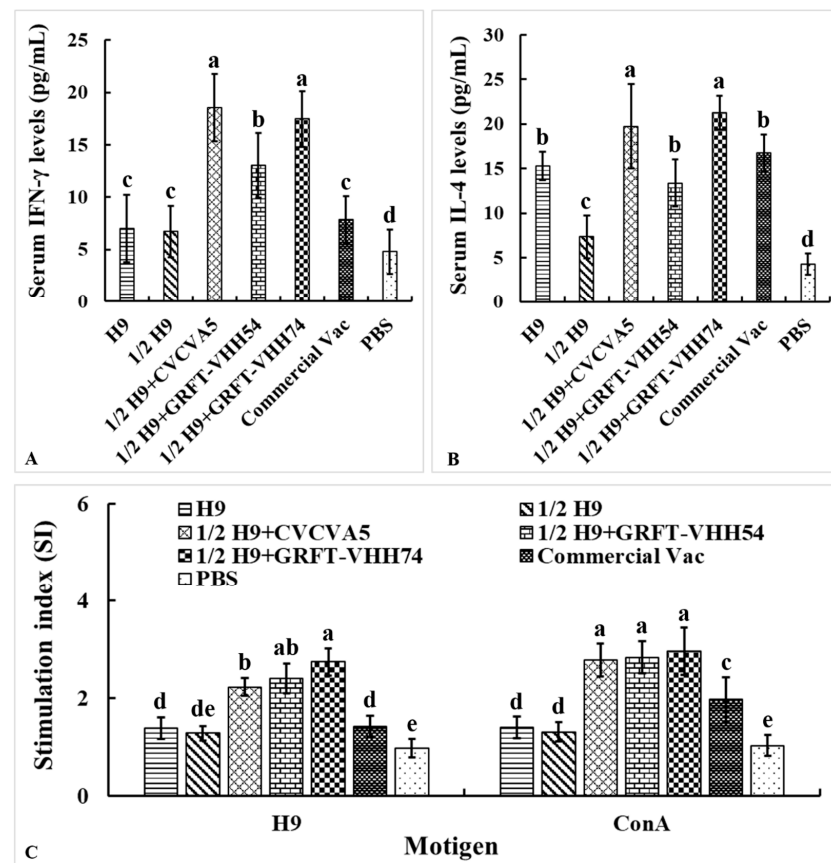 Serum IFN-γ levels (pg/mL)
25
20
15
10
5
0
c
c
a
b
a
c
d
H9
1/2 H9
1/2 H9+CVCVA5
1/2 H9+GRFT-VHH54
1/2 H9+GRFT-VHH74
Commercial Vac
PBS
A
Serum IL-4 levels (pg/mL)
30
25
20
15
10
5
0
b
c
a
b
a
b
d
H9
1/2 H9
1/2 H9+CVCVA5
1/2 H9+GRFT-VHH54
1/2 H9+GRFT-VHH74
Commercial Vac
PBS
B
Stimulation index (SI)
6
4
2
0
H9
1/2 H9
1/2 H9+CVCVA5
1/2 H9+GRFT-VHH54
1/2 H9+GRFT-VHH74
Commercial Vac
PBS
d
de
b
ab
a
d
e
d
d
a
a
a
c
e
H9
ConA
Motigen
C